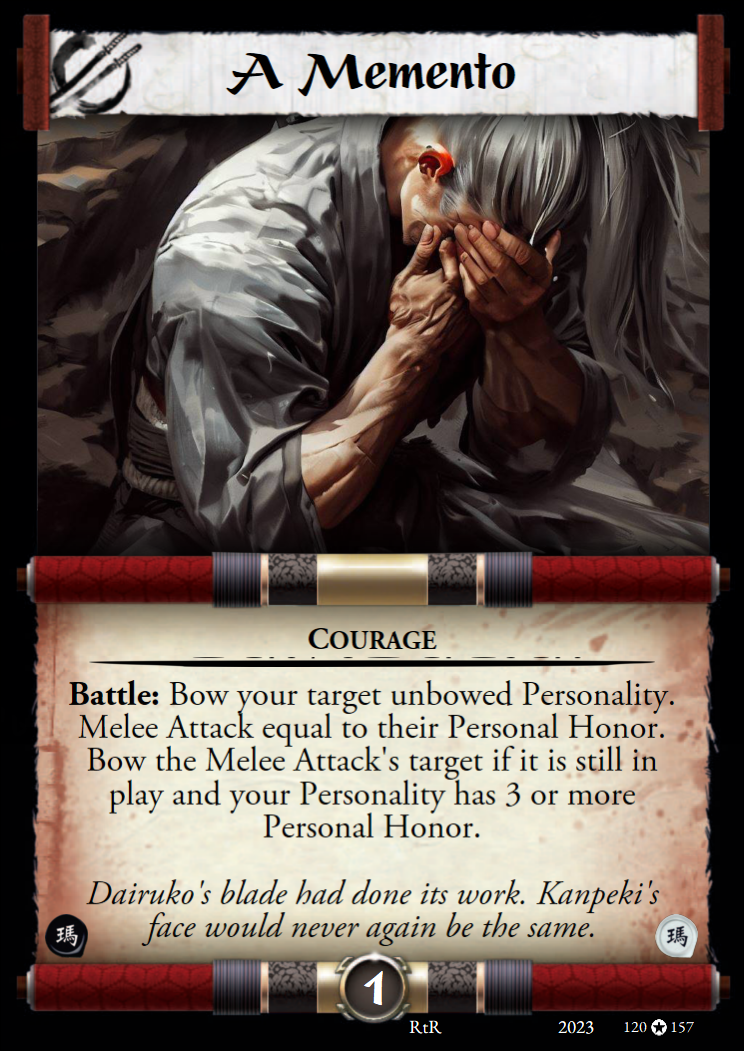 A Memento
Courage
Battle: Bow your target unbowed Personality.
Melee Attack equal to their Personal Honor.
Bow the Melee Attack's target if it is still in
play and your Personality has 3 or more
Personal Honor.
Dairuko's blade had done its work. Kanpeki's
face would never again be the same.
瑪
瑪
1
RtR 2023 120 ✪ 157